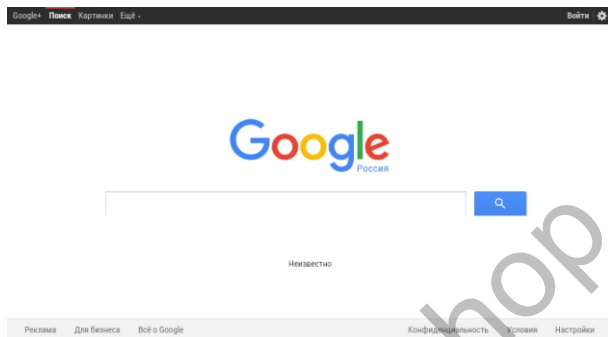 Google+ Поиск Картинки Ещё Войти
Google
Россия
Неизвестно
Реклама Для бизнеса Всё о Google Конфиденциальность Условия Настройки
hop